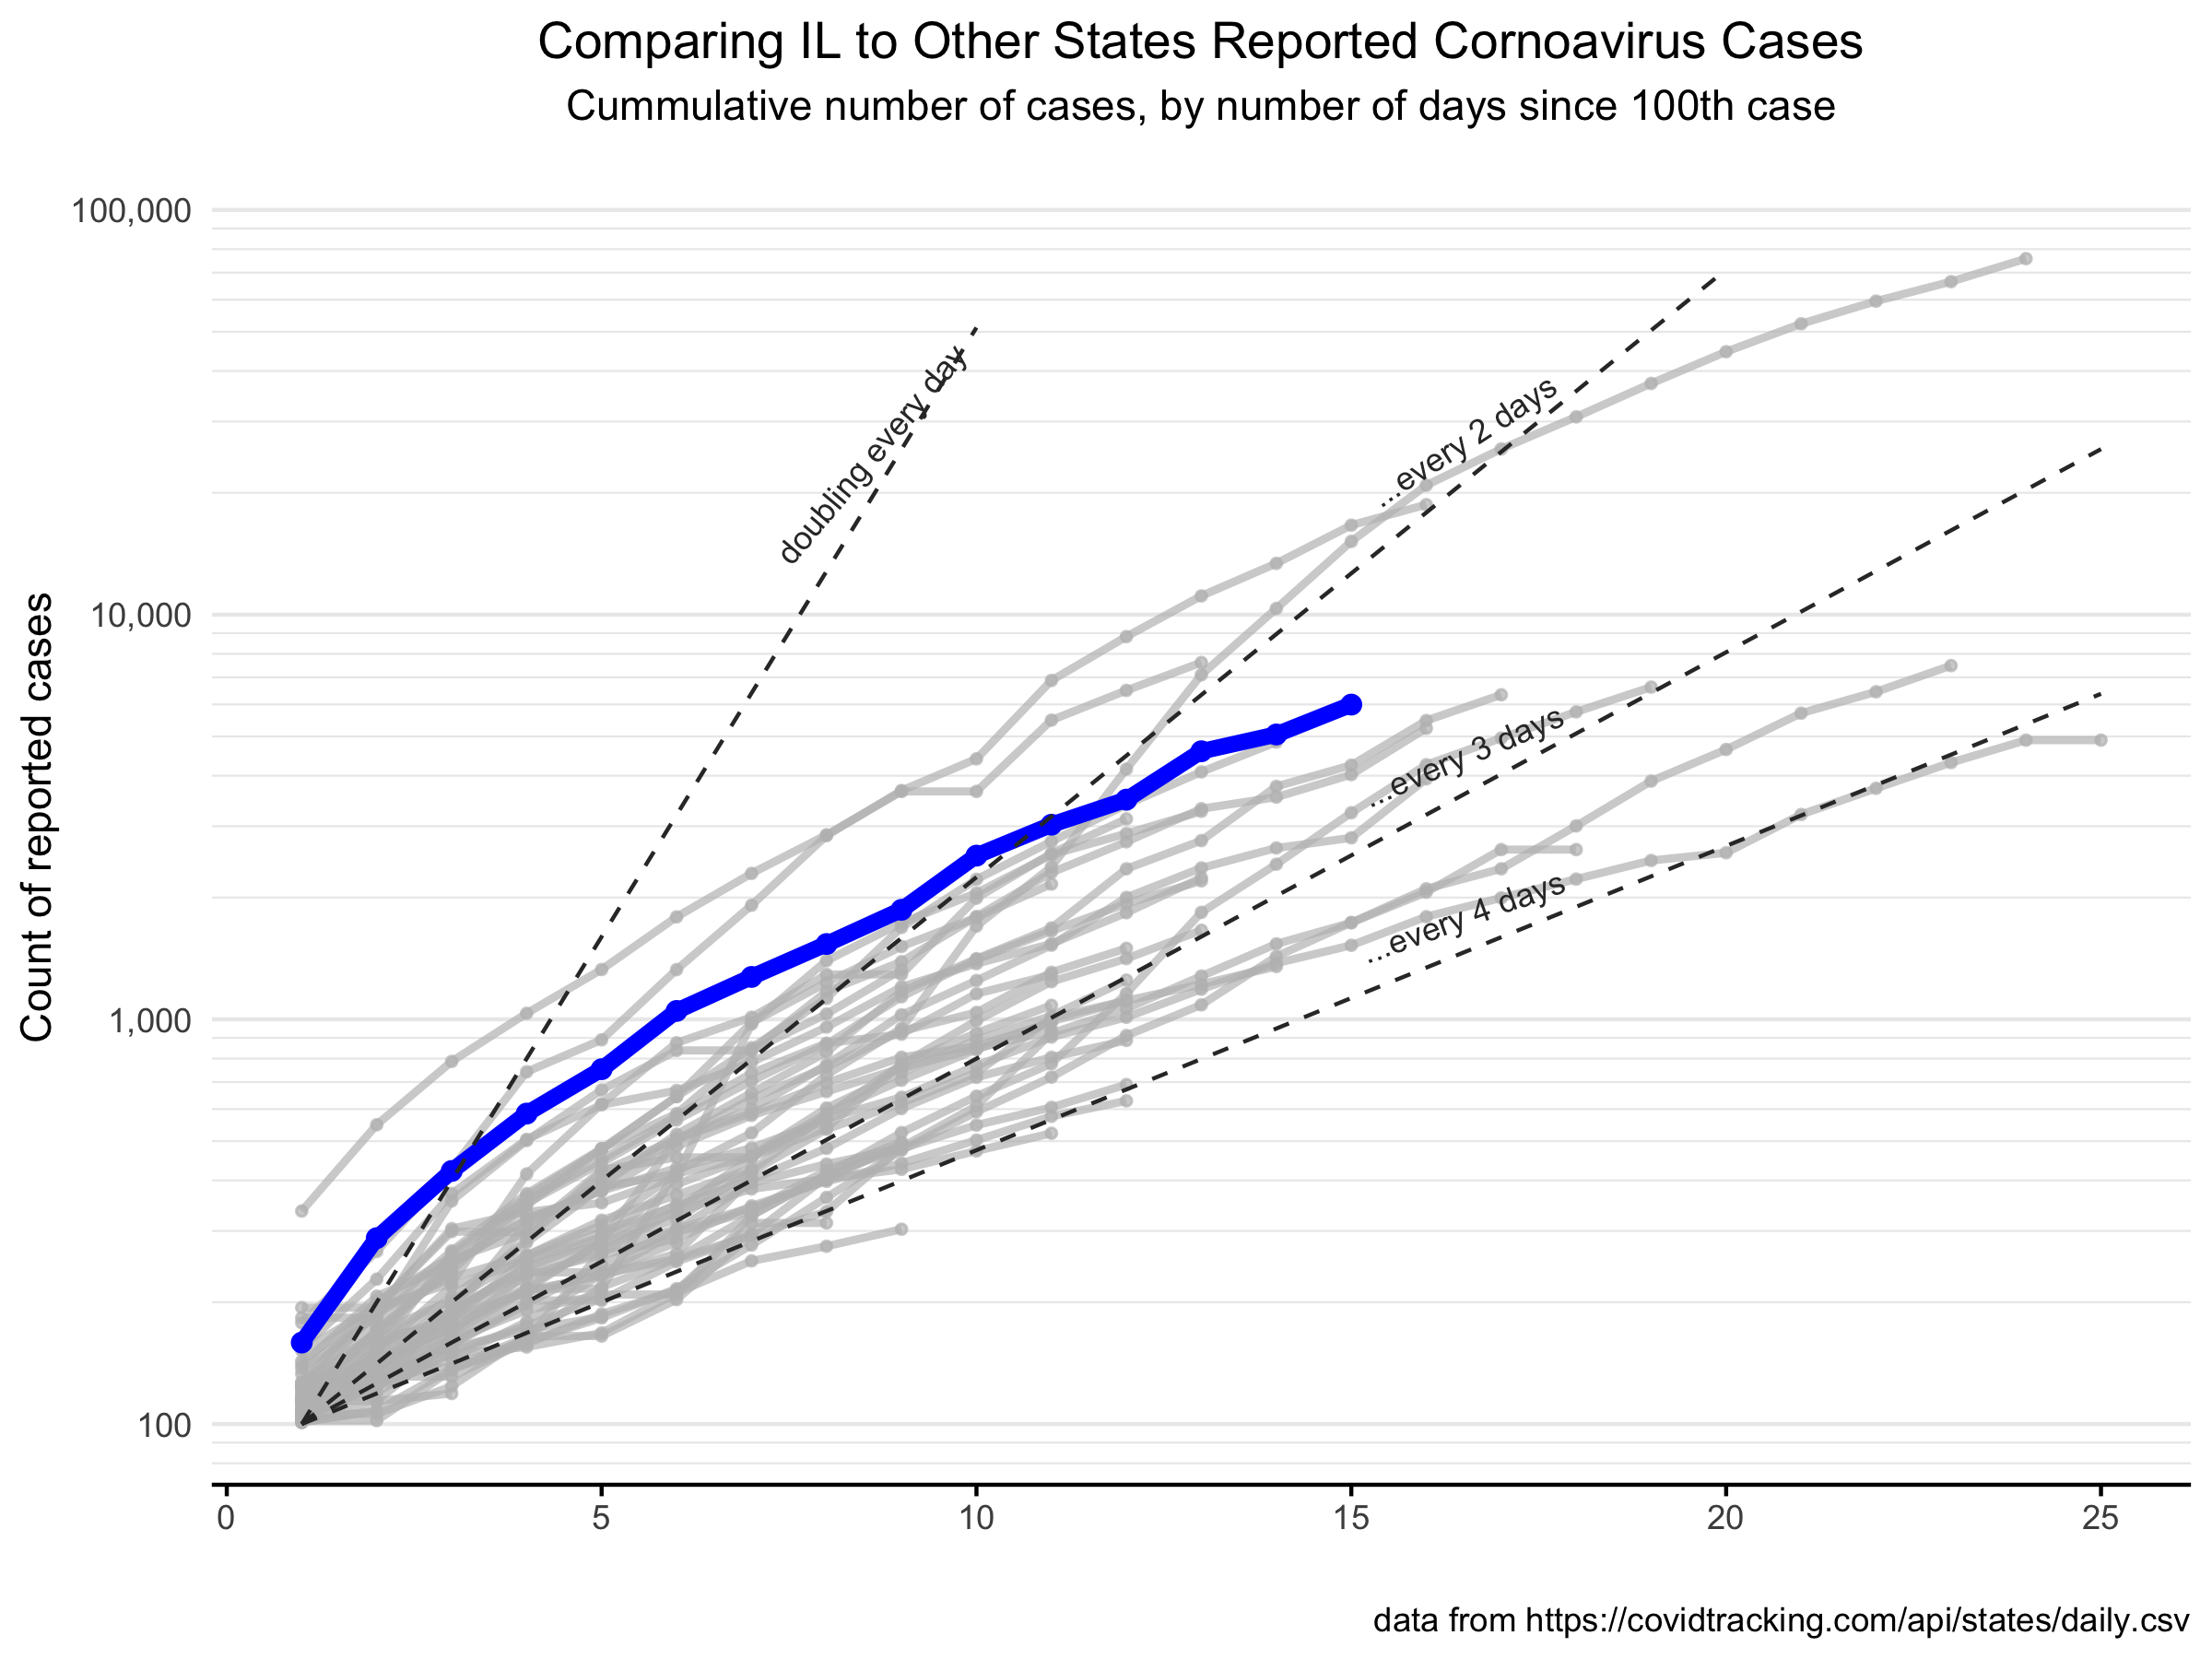 Comparing IL to Other States Reported Cornoavirus Cases
Cummulative number of cases, by number of days since 100th case
100,000
10,000
1,000
100
Count of reported cases
doubling every day
...every 2 days
...every 3 days
...every 4 days
0 5 10 15 20 25
data from https://covidtracking.com/api/states/daily.csv